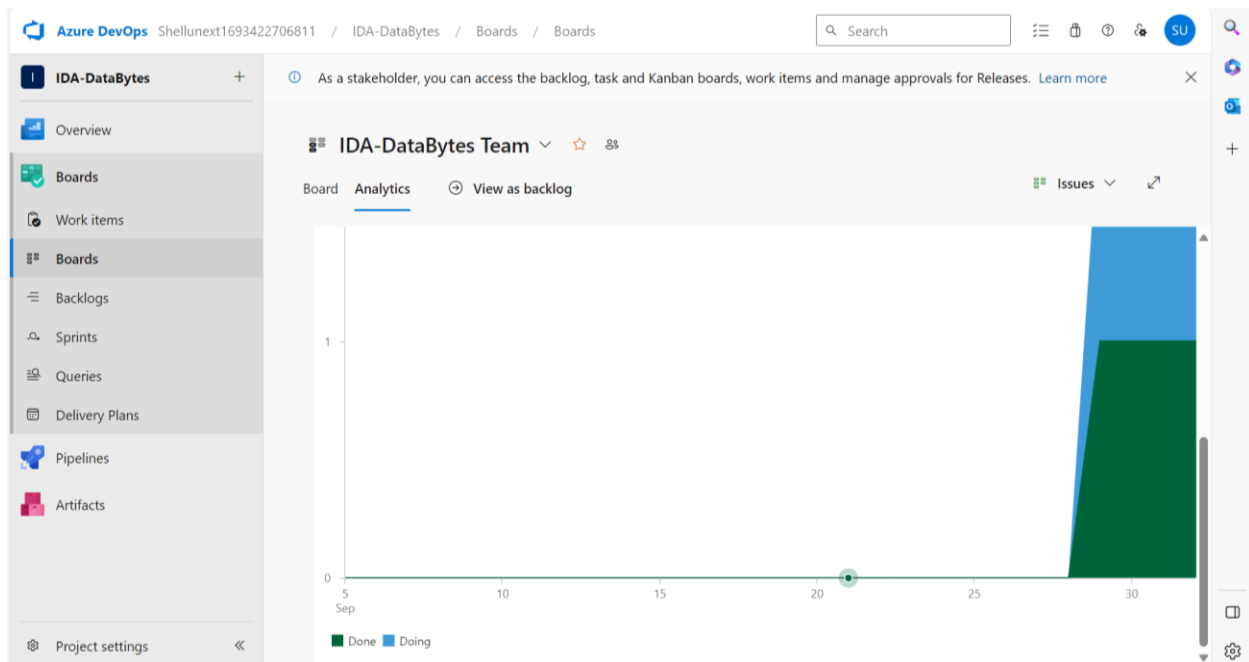 Azure DevOps Shellunext1693422706811 / IDA-DataBytes / Boards / Boards
Search
SU
I IDA-DataBytes +
As a stakeholder, you can access the backlog, task and Kanban boards, work items and manage approvals for Releases. Learn more
Overview
Boards
Work items
Boards
Backlogs
Sprints
Queries
Delivery Plans
Pipelines
Artifacts
Project settings
IDA-DataBytes Team
Board Analytics View as backlog
Issues
1
0
5 10 15 20 25 30
Sep
Done Doing